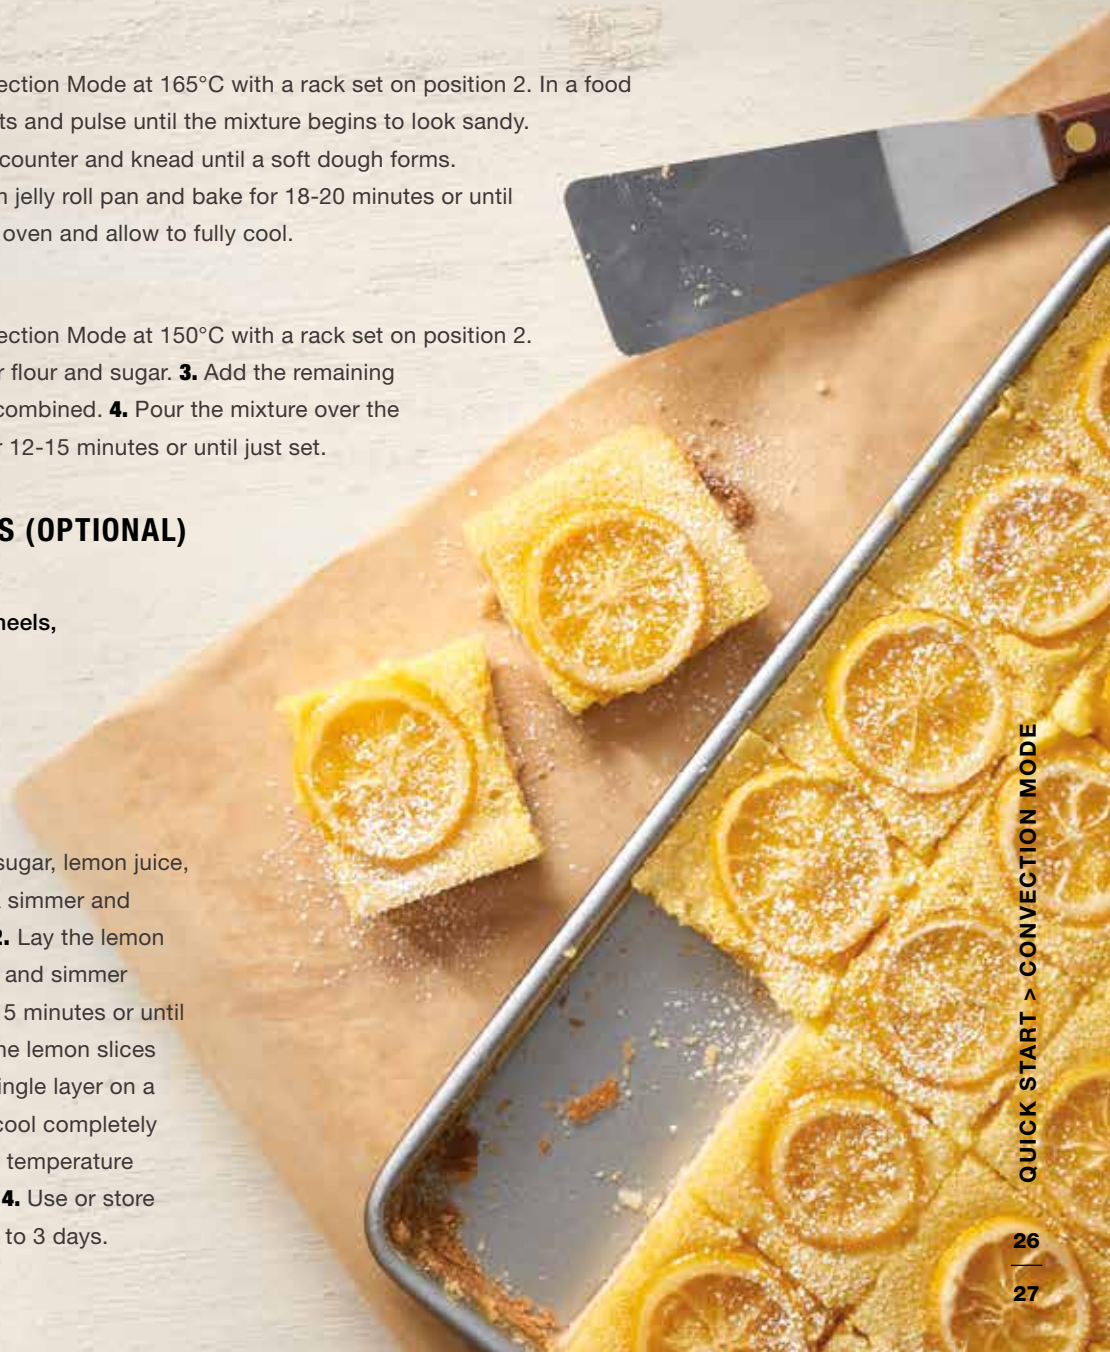 ection Mode at 165°C with a rack set on position 2. In a food
ts and pulse until the mixture begins to look sandy.
counter and knead until a soft dough forms.
jelly roll pan and bake for 18-20 minutes or until
oven and allow to fully cool.
ection Mode at 150°C with a rack set on position 2.
r flour and sugar. 3. Add the remaining
combined. 4. Pour the mixture over the
12-15 minutes or until just set.
S (OPTIONAL)
heels,
sugar, lemon juice,
simmer and
2. Lay the lemon
and simmer
5 minutes or until
he lemon slices
ingle layer on a
cool completely
temperature
4. Use or store
to 3 days.
QUICK START > CONVECTION MODE
26
27